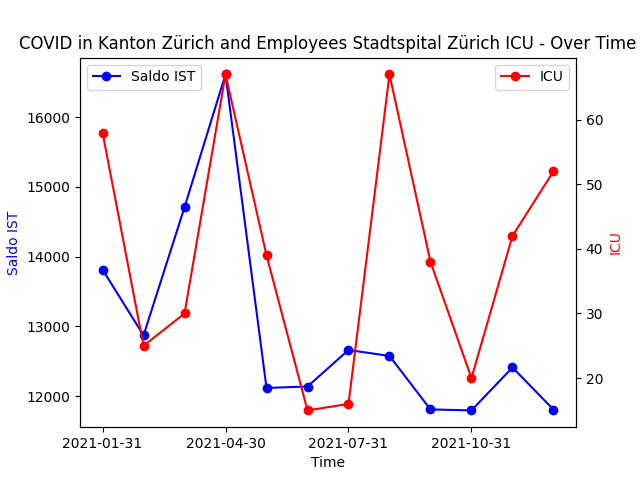 COVID in Kanton Zürich and Employees Stadtspital Zürich ICU - Over Time
Saldo IST
ICU
16000
15000
14000
13000
12000
Saldo IST
60
50
40
30
20
ICU
2021-01-31
2021-04-30
2021-07-31
2021-10-31
Time